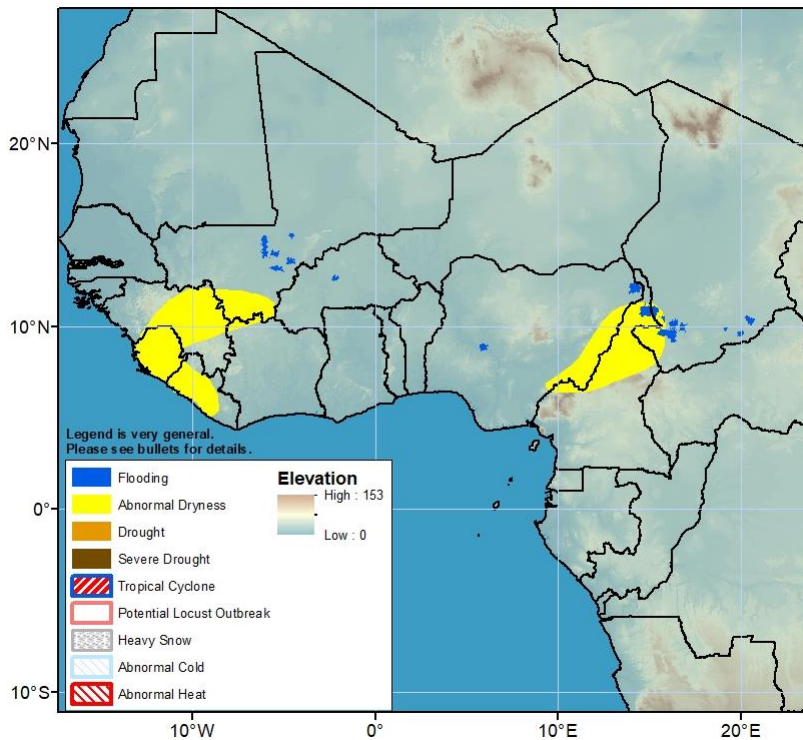 20°N
10°N
0°
10°S
Legend is very general.
Please see bullets for details.
Flooding
Abnormal Dryness
Drought
Severe Drought
Tropical Cyclone
Potential Locust Outbreak
Heavy Snow
Abnormal Cold
Abnormal Heat
Elevation
High : 153
Low : 0
10°W
0°
10°E
20°E